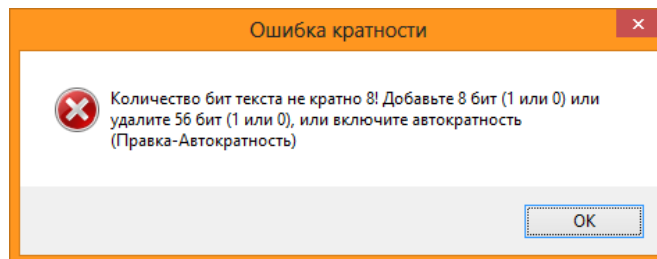 Ошибка кратности
Количество бит текста не кратно 8! Добавьте 8 бит (1 или 0) или
удалите 56 бит (1 или 0), или включите автократность
(Правка-Автократность)
OK